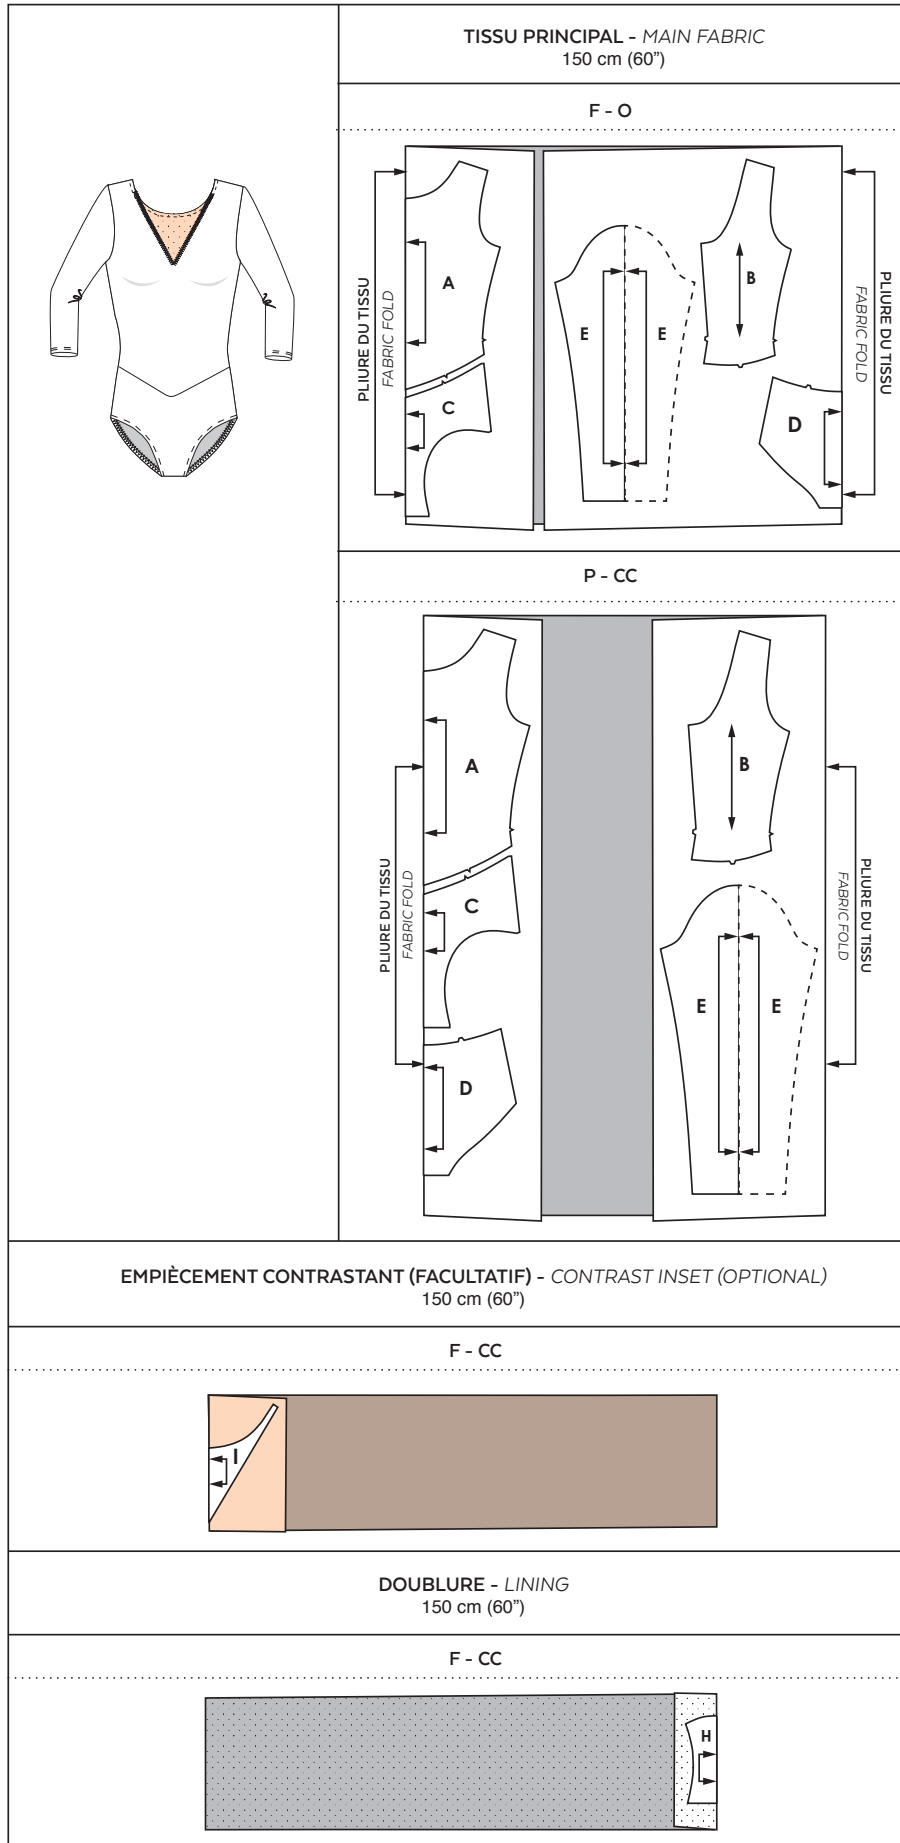 TISSU PRINCIPAL - MAIN FABRIC
150 cm (60”)
F - O
PLIURE DU TISSU
FABRIC FOLD
A
C
E
E
B
D
PLIURE DU TISSU
FABRIC FOLD
P - CC
PLIURE DU TISSU
FABRIC FOLD
A
C
D
B
E
E
PLIURE DU TISSU
FABRIC FOLD
EMPIÈCEMENT CONTRASTANT (FACULTATIF) - CONTRAST INSET (OPTIONAL)
150 cm (60”)
F - CC
I
DOUBLURE - LINING
150 cm (60”)
F - CC
H